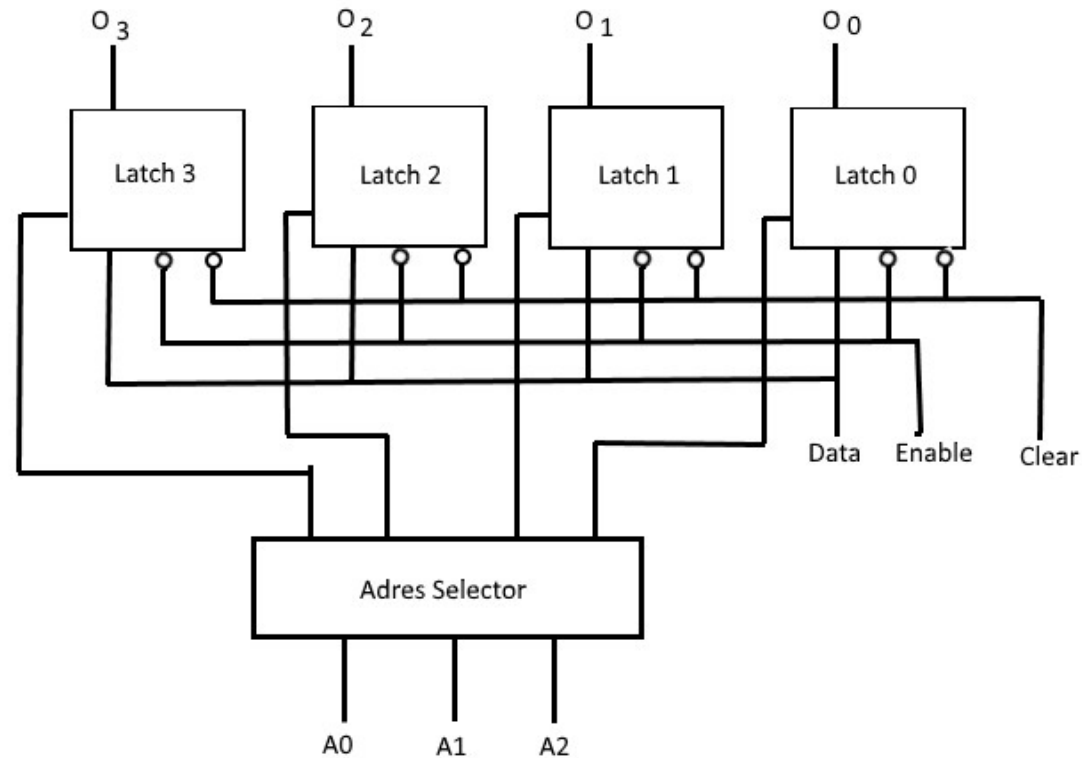 O 3 O 2 O 1 O 0
Latch 3 Latch 2 Latch 1 Latch 0
Data Enable Clear
Adres Selector
A0 A1 A2